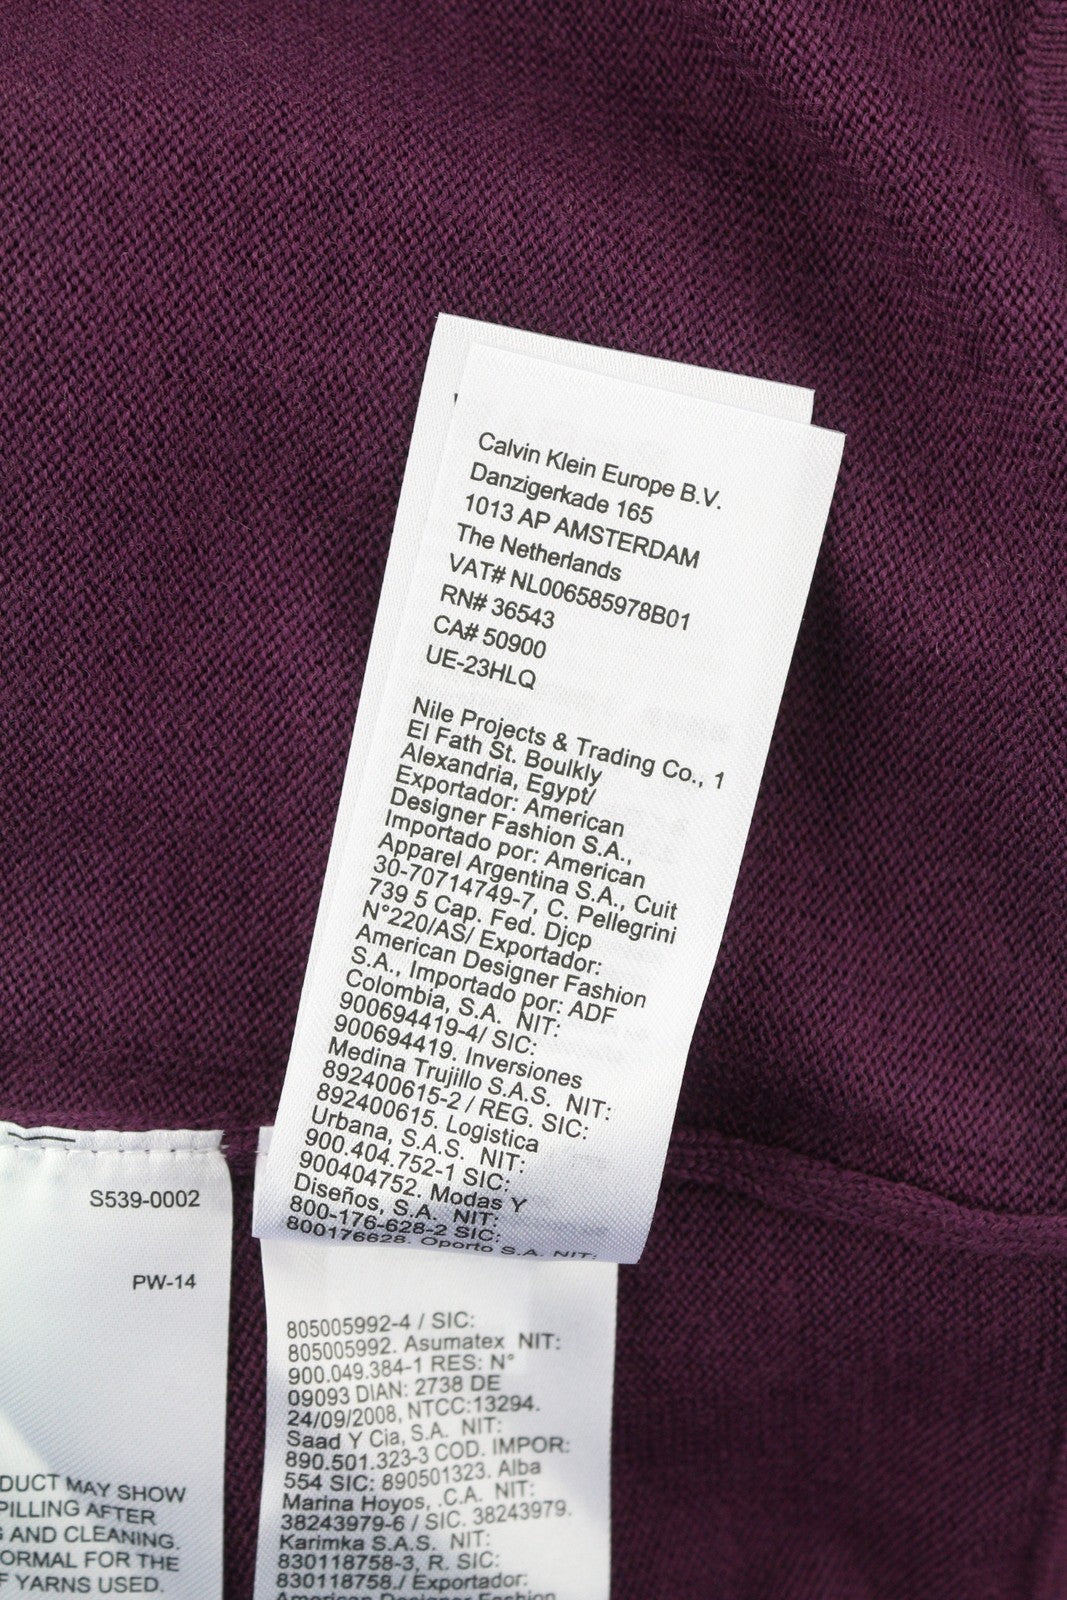 Calvin Klein Europe B.V.
Danzigerkade 165
1013 AP AMSTERDAM
The Netherlands
VAT# NL006585978B01
RN# 36543
CA# 50900
UE-23HLQ
Nile Projects & Trading Co., 1
El Fath St. Boulkly
Alexandria, Egypt/
Exportador: American
Designer Fashion S.A.,
Importado por: American
Apparel Argentina S.A., Cuit
30-70714749-7, C. Pellegrini
739 5 Cap. Fed. Djcp
N°220/AS/ Exportador:
American Designer Fashion
S.A., Importado por: ADF
Colombia, S.A. NIT:
900694419-4/ SIC:
900694419. Inversiones
Medina Trujillo S.A.S. NIT:
892400615-2 / REG. SIC:
892400615. Logistica
Urbana, S.A.S. NIT:
900.404.752-1 SIC:
900404752. Modas Y
Diseños, S.A. NIT:
800-176-628-2 SIC:
800176628. Oporto S.A. NIT:
805005992-4 / SIC:
805005992. Asumatex NIT:
900.049.384-1 RES: N°
09093 DIAN: 2738 DE
24/09/2008, NTCC:13294.
Saad Y Cia, S.A. NIT:
890.501.323-3 COD. IMPOR:
554 SIC: 890501323. Alba
Marina Hoyos, .C.A. NIT:
38243979-6 / SIC. 38243979.
Karimka S.A.S. NIT:
830118758-3, R. SIC:
830118758./ Exportador:
American Designer Fashion
S539-0002
PW-14
DUCT MAY SHOW
PILLING AFTER
AND CLEANING.
ORMAL FOR THE
F YARNS USED.